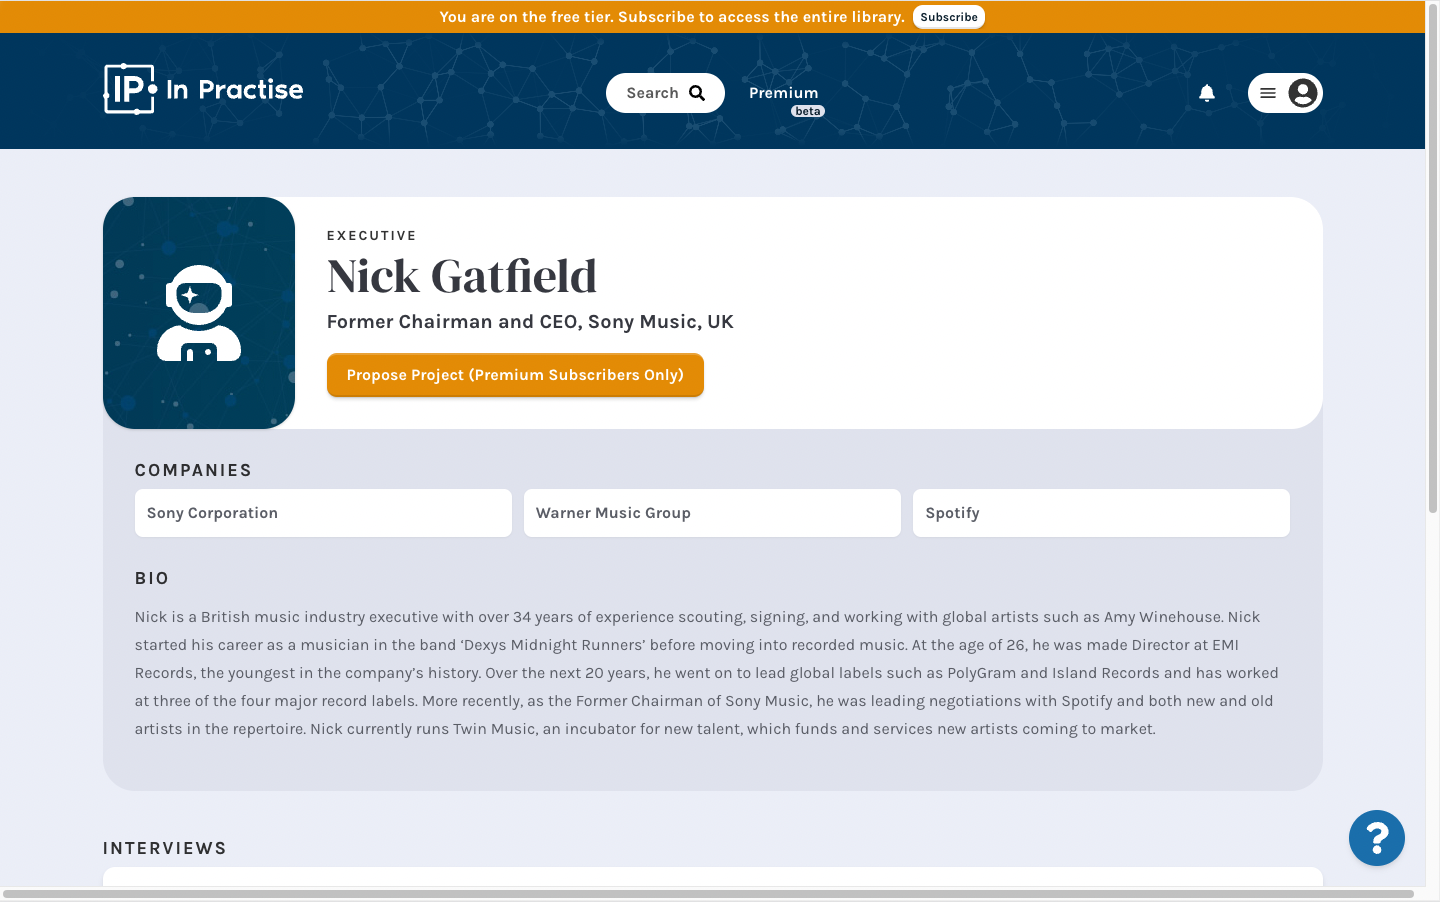 You are on the free tier. Subscribe to access the entire library. Subscribe
IP In Practise
Search
Premium
beta
EXECUTIVE
Nick Gatfield
Former Chairman and CEO, Sony Music, UK
Propose Project (Premium Subscribers Only)
COMPANIES
Sony Corporation
Warner Music Group
Spotify
BIO
Nick is a British music industry executive with over 34 years of experience scouting, signing, and working with global artists such as Amy Winehouse. Nick
started his career as a musician in the band ‘Dexys Midnight Runners’ before moving into recorded music. At the age of 26, he was made Director at EMI
Records, the youngest in the company’s history. Over the next 20 years, he went on to lead global labels such as PolyGram and Island Records and has worked
at three of the four major record labels. More recently, as the Former Chairman of Sony Music, he was leading negotiations with Spotify and both new and old
artists in the repertoire. Nick currently runs Twin Music, an incubator for new talent, which funds and services new artists coming to market.
INTERVIEWS
?